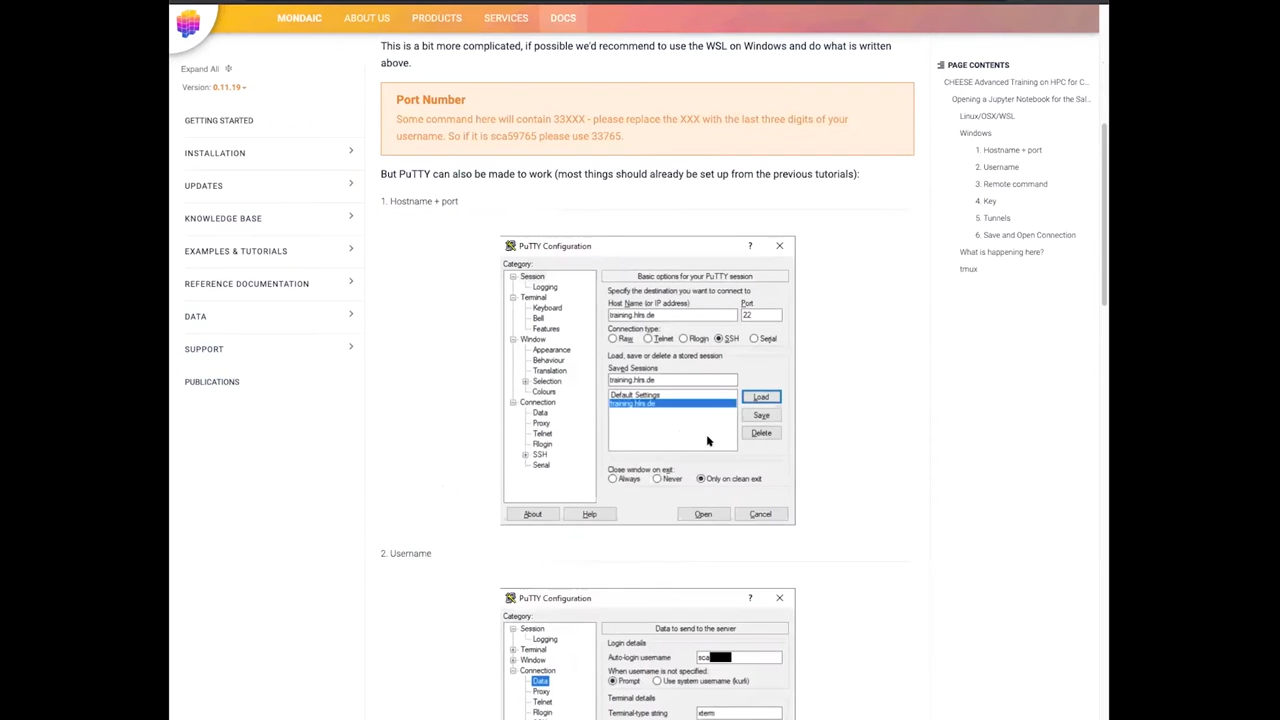 MONDAIC ABOUT US PRODUCTS SERVICES DOCS
Expand All
Version: 0.11.19
GETTING STARTED
INSTALLATION
UPDATES
KNOWLEDGE BASE
EXAMPLES & TUTORIALS
REFERENCE DOCUMENTATION
DATA
SUPPORT
PUBLICATIONS
This is a bit more complicated, if possible we'd recommend to use the WSL on Windows and do what is written
above.
Port Number
Some command here will contain 33XXX - please replace the XXX with the last three digits of your
username. So if it is sca59765 please use 33765.
But PuTTY can also be made to work (most things should already be set up from the previous tutorials):
1. Hostname + port
PuTTY Configuration ?
Category:
Session
Logging
Terminal
Keyboard
Bell
Features
Window
Appearance
Behaviour
Translation
Selection
Colours
Connection
Data
Proxy
Telnet
Rlogin
SSH
Serial
Basic options for your PuTTY session
Specify the destination you want to connect to
Host Name (or IP address) Port
training.hlrs.de 22
Connection type:
Raw Telnet Rlogin SSH Serial
Load, save or delete a stored session
Saved Sessions
training.hlrs.de
Default Settings
training.hlrs.de
Load
Save
Delete
Close window on exit:
Always Never Only on clean exit
About Help Open Cancel
2. Username
PuTTY Configuration ?
Category:
Session
Logging
Terminal
Window
Connection
Data
Proxy
Telnet
Rlogin
Data to send to the server
Login details
Auto-login username sca
When username is not specified:
Prompt Use system username (kurli)
Terminal details
Terminal-type string xterm
PAGE CONTENTS
CHEESE Advanced Training on HPC for C...
Opening a Jupyter Notebook for the Sal...
Linux/OSX/WSL
Windows
1. Hostname + port
2. Username
3. Remote command
4. Key
5. Tunnels
6. Save and Open Connection
What is happening here?
tmux